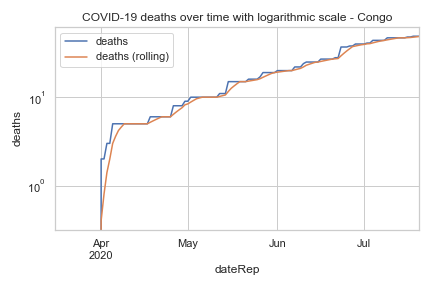 COVID-19 deaths over time with logarithmic scale - Congo
deaths
deaths (rolling)
10¹
10⁰
deaths
Apr
2020
May
Jun
Jul
dateRep